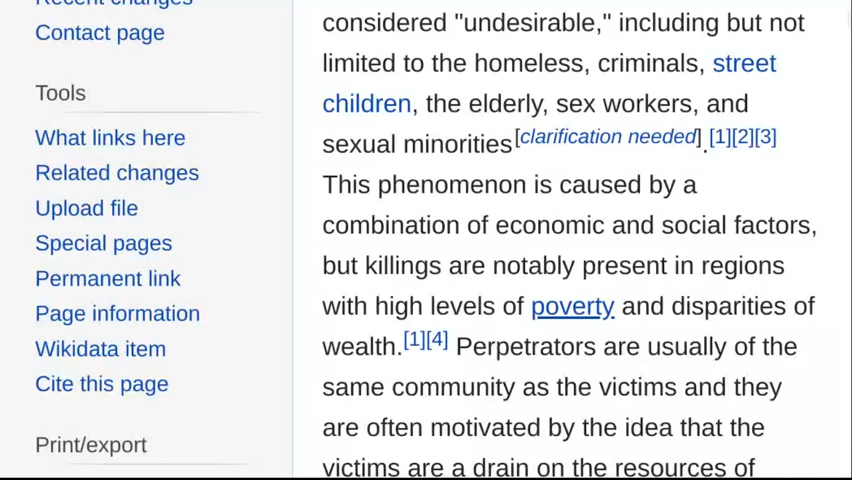 Recent changes
Contact page
Tools
What links here
Related changes
Upload file
Special pages
Permanent link
Page information
Wikidata item
Cite this page
Print/export
considered "undesirable," including but not
limited to the homeless, criminals, street
children, the elderly, sex workers, and
sexual minorities[clarification needed].[1][2][3]
This phenomenon is caused by a
combination of economic and social factors,
but killings are notably present in regions
with high levels of poverty and disparities of
wealth.[1][4] Perpetrators are usually of the
same community as the victims and they
are often motivated by the idea that the
victims are a drain on the resources of